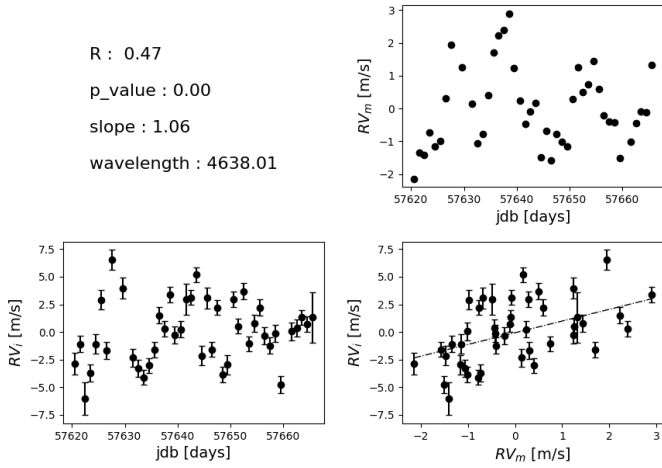 R :  0.47
p_value : 0.00
slope : 1.06
wavelength : 4638.01
3
2
1
0
−1
−2
RV_m [m/s]
57620 57630 57640 57650 57660
jdb [days]
7.5
5.0
2.5
0.0
−2.5
−5.0
−7.5
RV_i [m/s]
57620 57630 57640 57650 57660
jdb [days]
7.5
5.0
2.5
0.0
−2.5
−5.0
−7.5
RV_i [m/s]
−2 −1 0 1 2 3
RV_m [m/s]